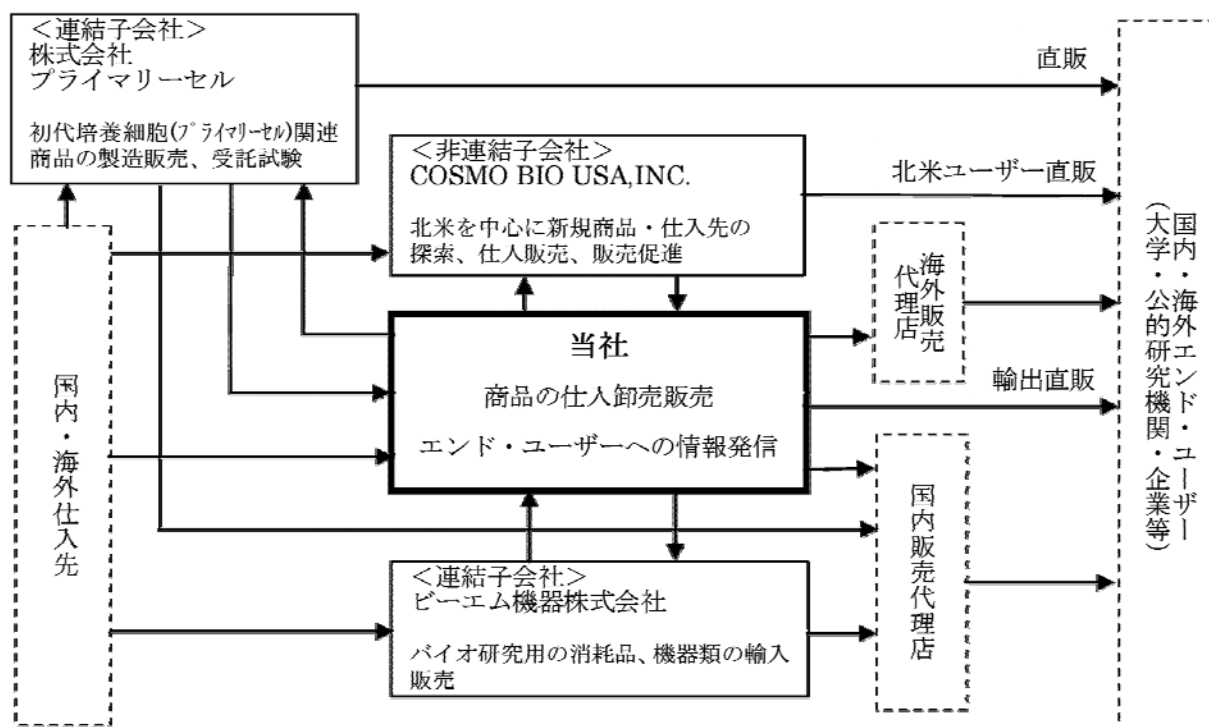 ＜連結子会社＞
株式会社
プライマリーセル
初代培養細胞(ﾌﾟﾗｲﾏﾘｰｾﾙ)関連
商品の製造販売、受託試験
直販
＜非連結子会社＞
COSMO BIO USA,INC.
北米を中心に新規商品・仕入先の
探索、仕入販売、販売促進
北米ユーザー直販
海外販売
代理店
国内・海外エンド・ユーザー
(大学・公的研究機関・企業等)
国内・海外仕入先
当社
商品の仕入卸売販売
エンド・ユーザーへの情報発信
輸出直販
国内販売代理店
＜連結子会社＞
ビーエム機器株式会社
バイオ研究用の消耗品、機器類の輸入
販売